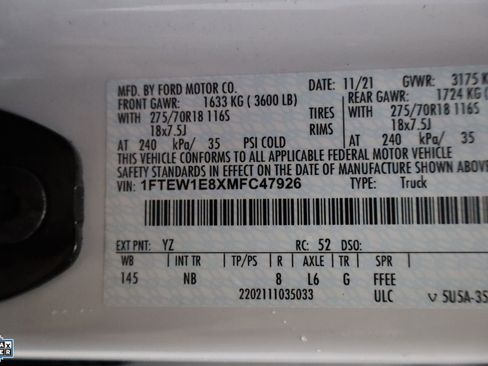 MFD. BY FORD MOTOR CO. DATE: 11/21 GVWR: 3175 K
FRONT GAWR: 1633 KG ( 3600 LB) REAR GAWR: 1724 KG (
WITH 275/70R18 116S TIRES WITH 275/70R18 116S
18x7.5J RIMS 18x7.5J
AT 240 kPa/ 35 PSI COLD AT 240 kPa/ 35
THIS VEHICLE CONFORMS TO ALL APPLICABLE FEDERAL MOTOR VEHIC
SAFETY STANDARDS IN EFFECT ON THE DATE OF MANUFACTURE SHOWN
VIN: 1FTEW1E8XMFC47926 TYPE: Truck
EXT PNT: YZ RC: 52 DSO:
WB INT TR TP/PS R AXLE TR SPR
145 NB 8 L6 G FFEE
2202111035033 ULC V 5U5A-35